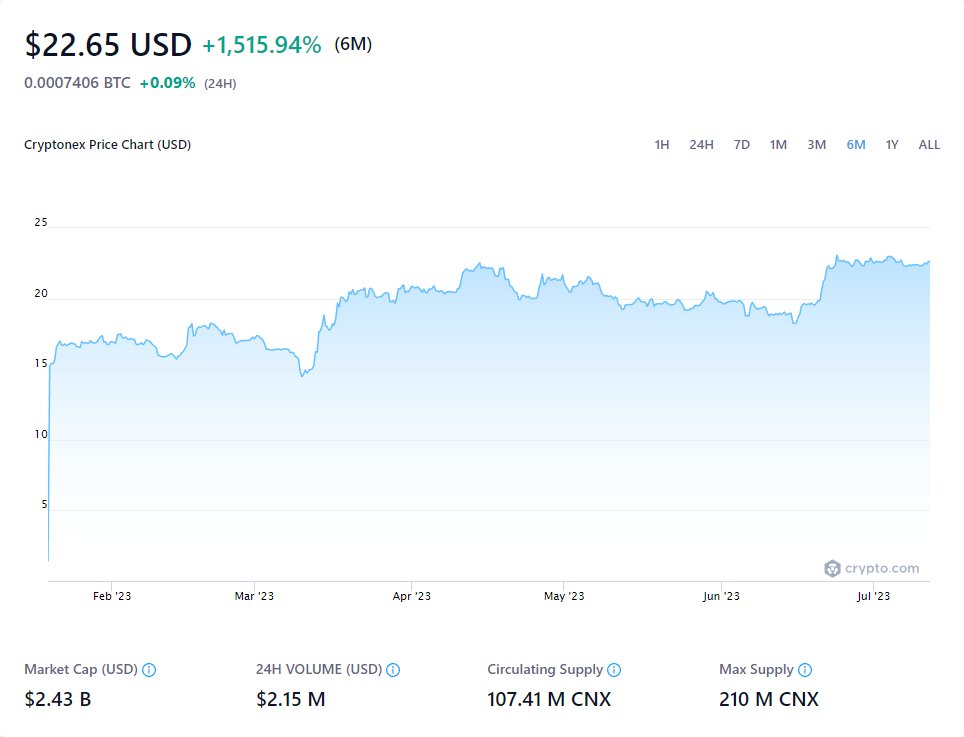 $22.65 USD +1,515.94% (6M)
0.0007406 BTC +0.09% (24H)
Cryptonex Price Chart (USD) 1H 24H 7D 1M 3M 6M 1Y ALL
25
20
15
10
5
crypto.com
Feb '23 Mar '23 Apr '23 May '23 Jun '23 Jul '23
Market Cap (USD) 24H VOLUME (USD) Circulating Supply Max Supply
$2.43 B $2.15 M 107.41 M CNX 210 M CNX